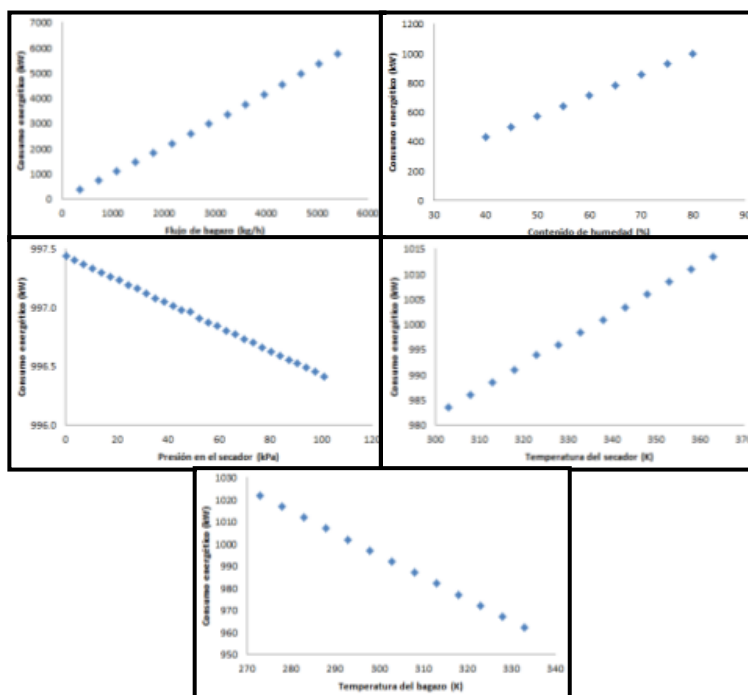 Consumo energético (kW)
7000
6000
5000
4000
3000
2000
1000
0
0 1000 2000 3000 4000 5000 6000
Flujo de bagazo (kg/h)
Consumo energético (kW)
1200
1000
800
600
400
200
0
30 40 50 60 70 80 90
Contenido de humedad (%)
Consumo energético (kW)
997.5
997.0
996.5
996.0
0 20 40 60 80 100 120
Presión en el secador (kPa)
Consumo energético (kW)
1015
1010
1005
1000
995
990
985
980
300 310 320 330 340 350 360 370
Temperatura del secador (K)
Consumo energético (kW)
1030
1020
1010
1000
990
980
970
960
950
270 280 290 300 310 320 330 340
Temperatura del bagazo (K)